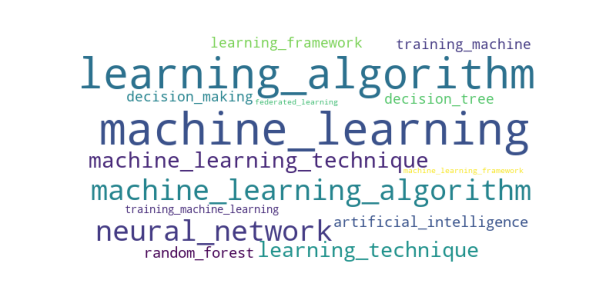 learning_framework training_machine
learning_algorithm
decision_making federated_learning decision_tree
machine_learning
machine_learning_technique
machine_learning_framework
machine_learning_algorithm
training_machine_learning
neural_network artificial_intelligence
random_forest learning_technique